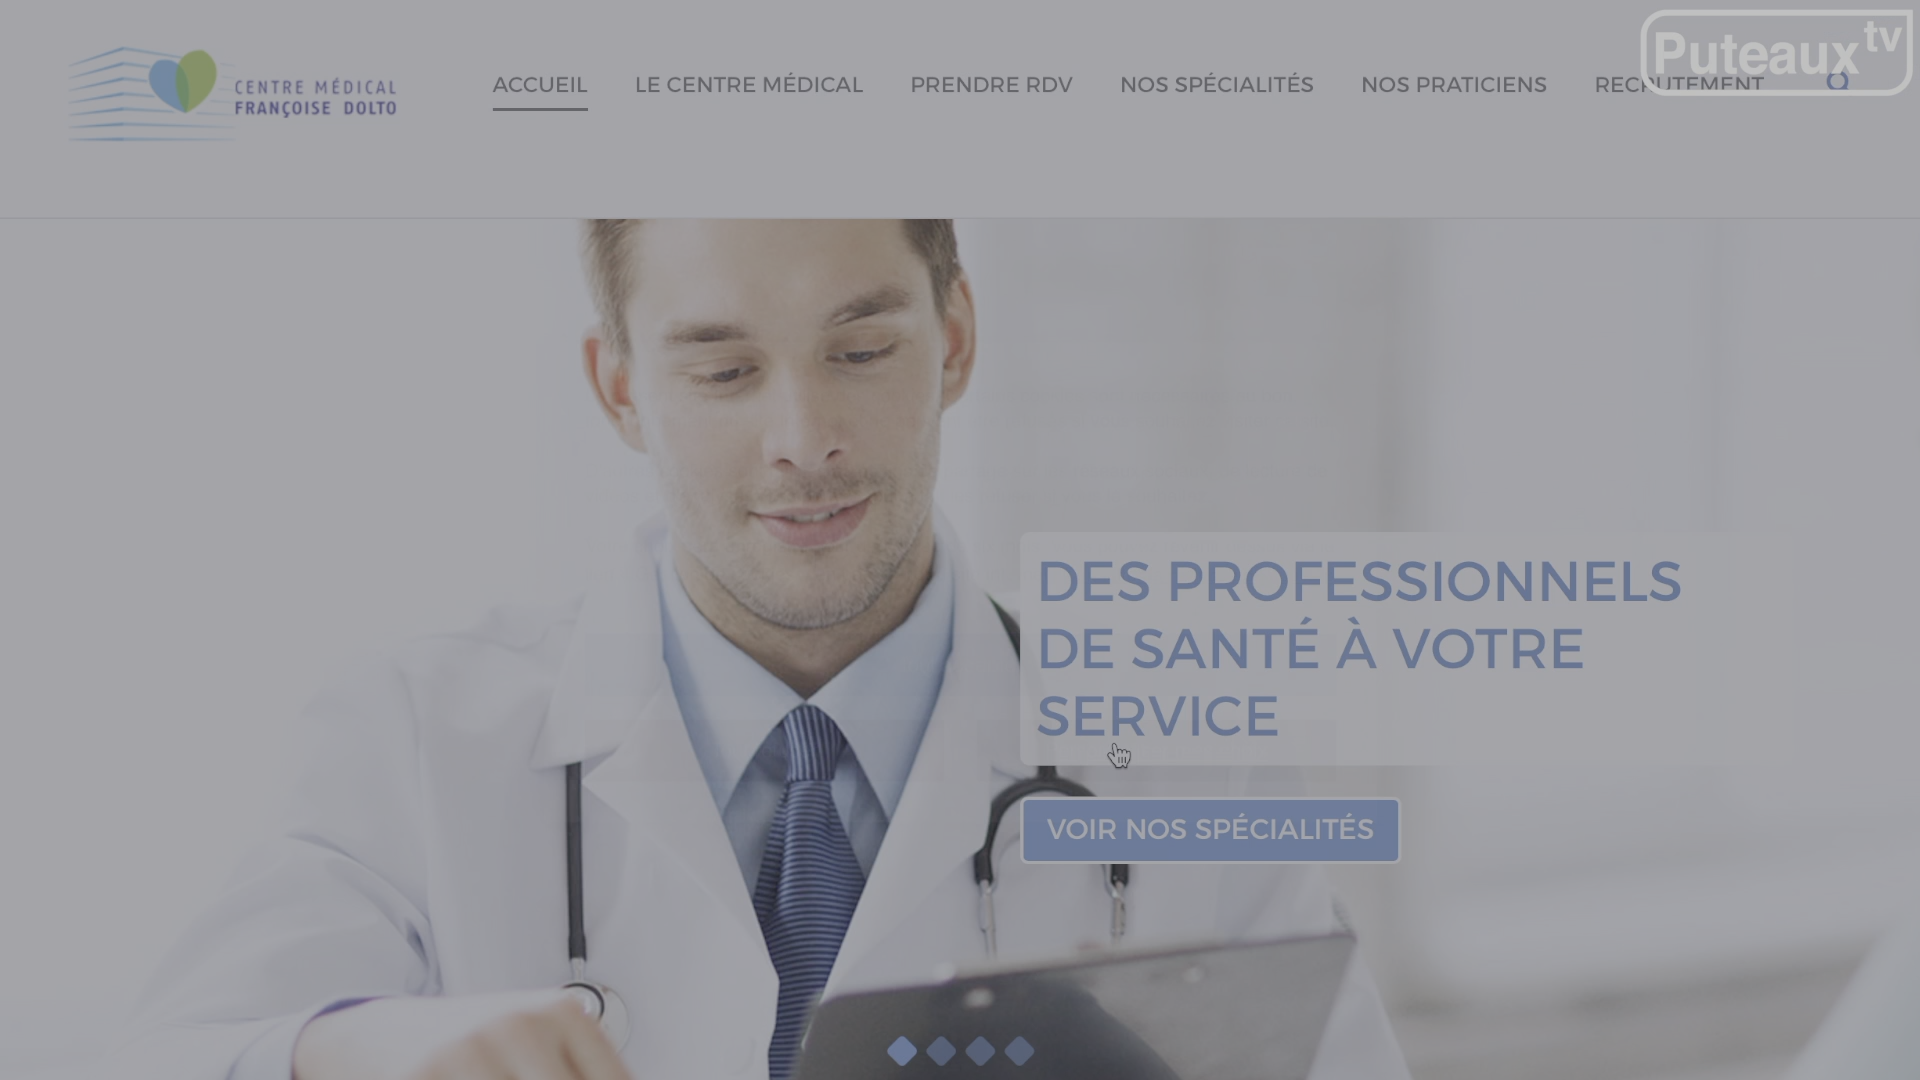 Puteaux tv
CENTRE MÉDICAL
FRANÇOISE DOLTO
ACCUEIL
LE CENTRE MÉDICAL
PRENDRE RDV
NOS SPÉCIALITÉS
NOS PRATICIENS
RECRUTEMENT
DES PROFESSIONNELS
DE SANTÉ À VOTRE
SERVICE
VOIR NOS SPÉCIALITÉS